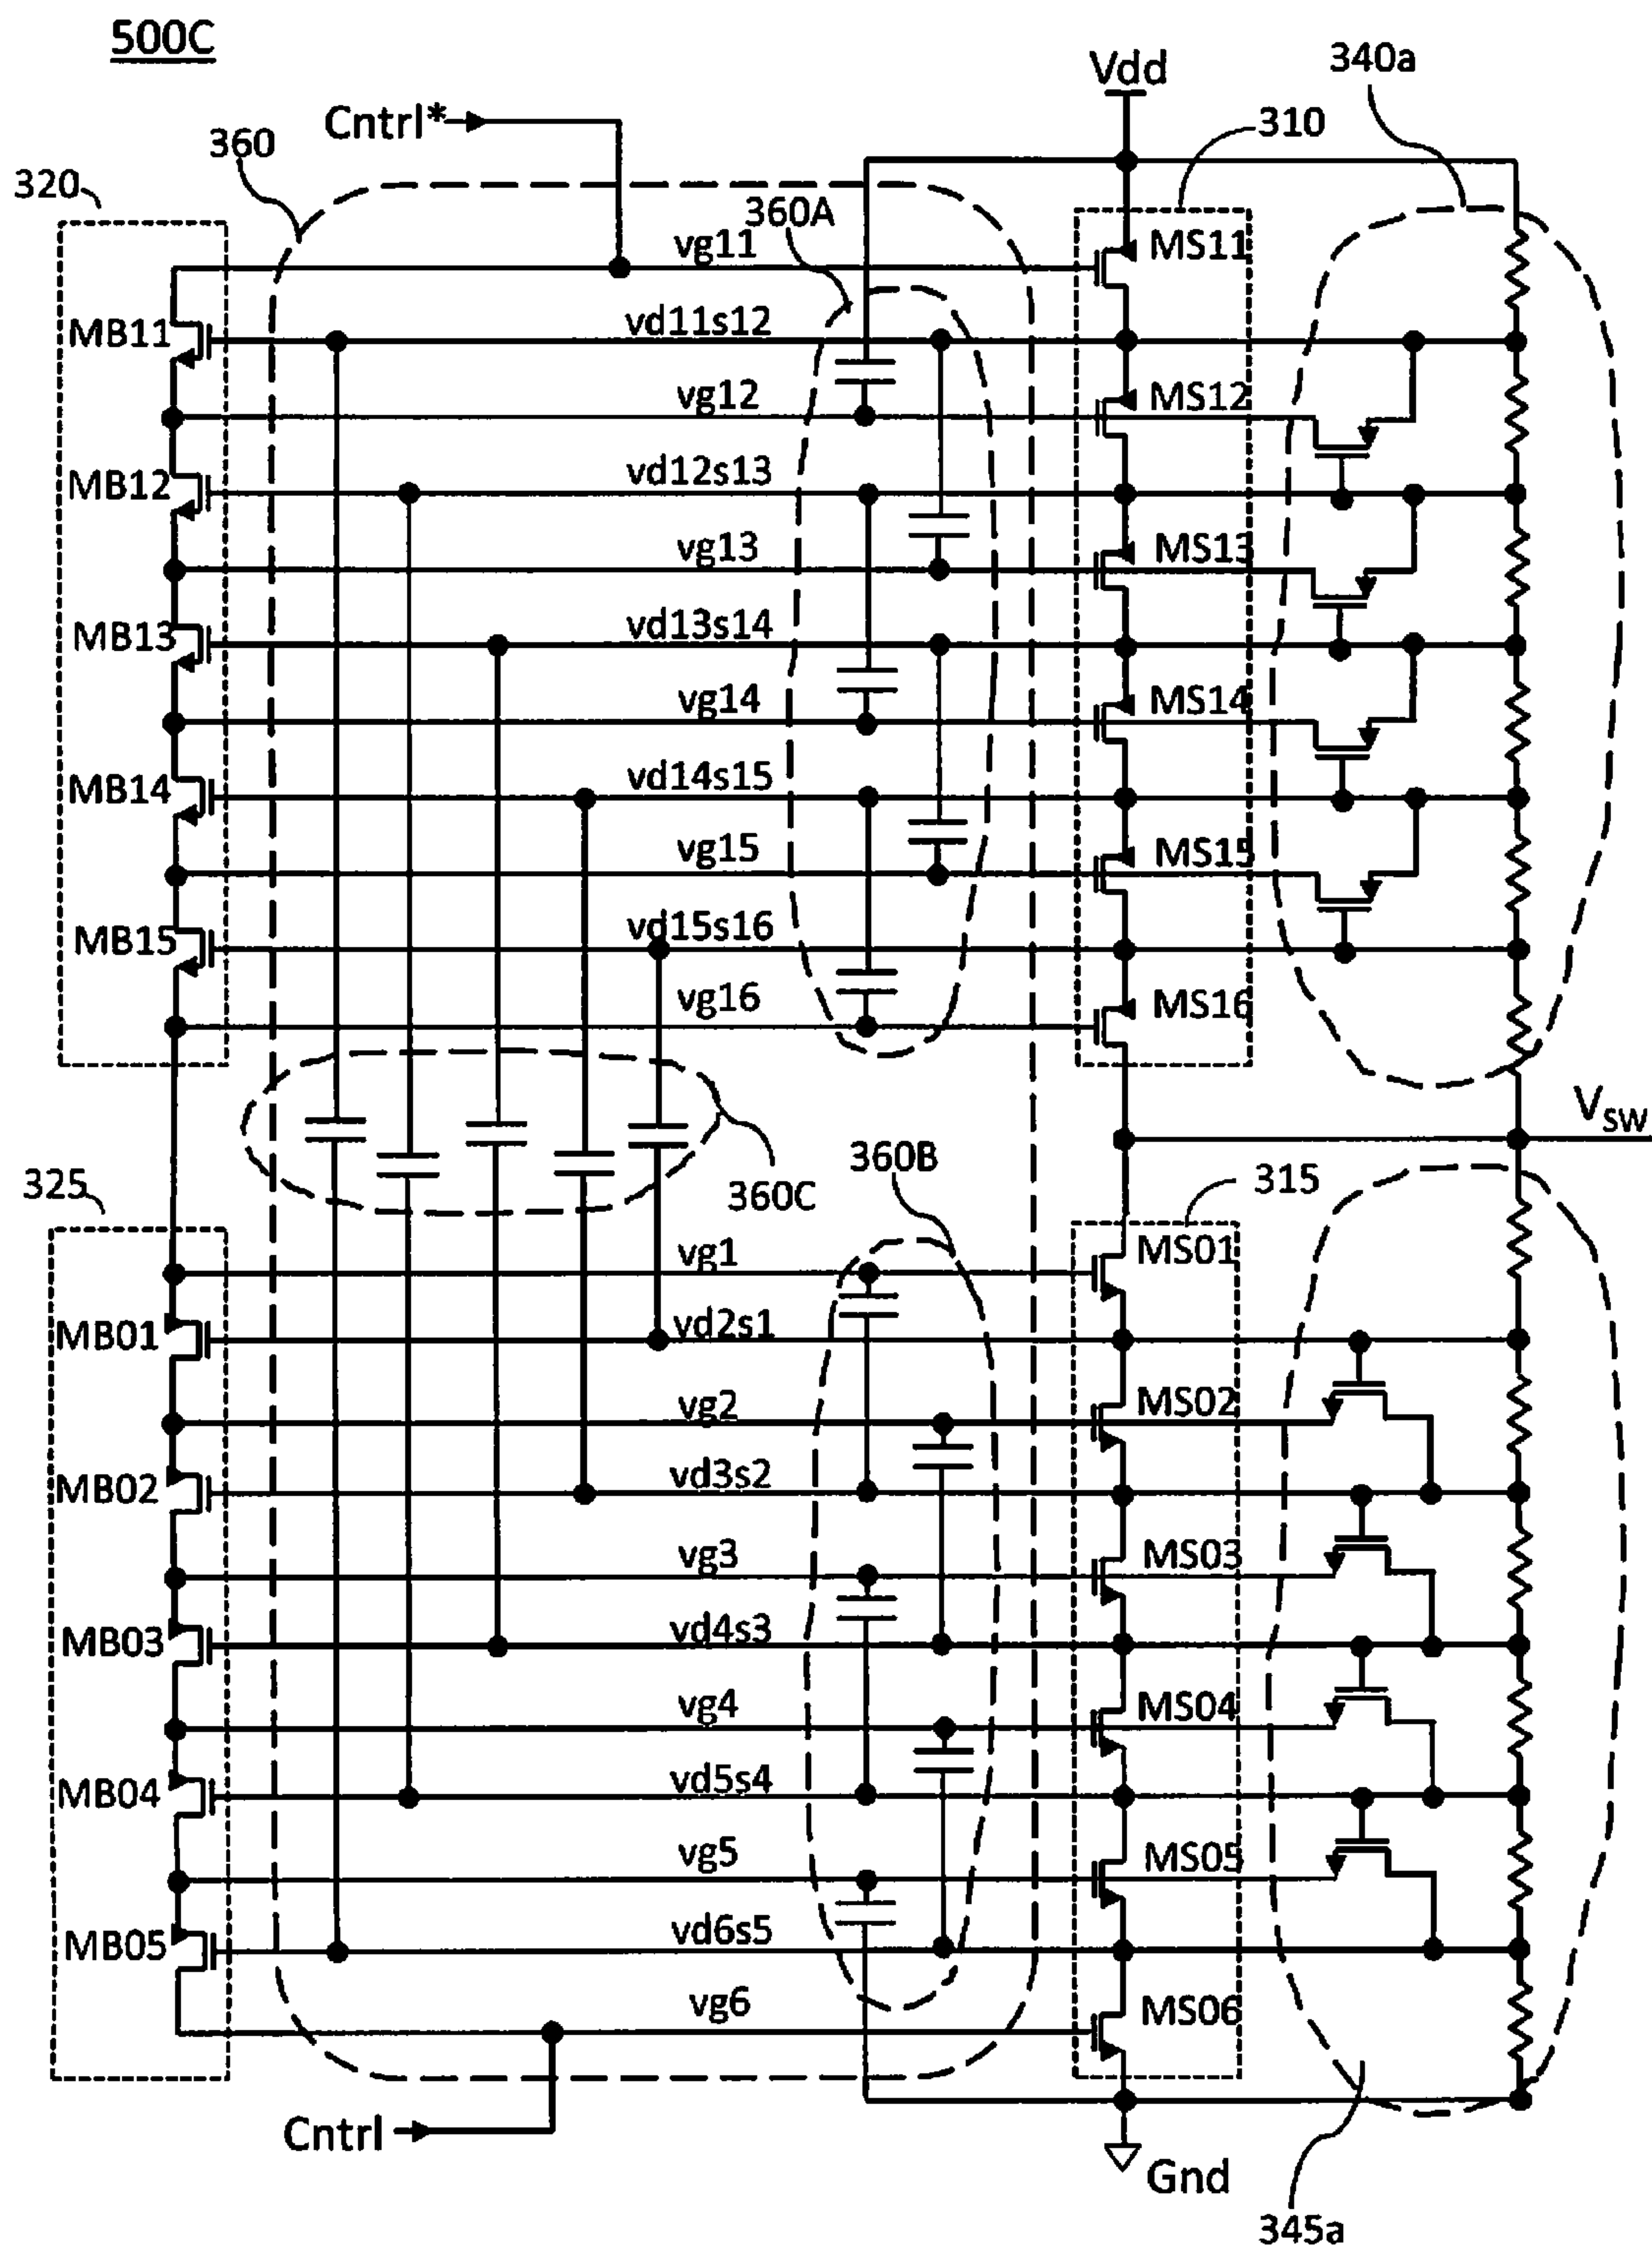 500C
Vdd
340a
Cntrl*
310
360
320
360A
vg11
MS11
MB11
vd11s12
vg12
MS12
MB12
vd12s13
vg13
MS13
MB13
vd13s14
vg14
MS14
MB14
vd14s15
vg15
MS15
MB15
vd15s16
vg16
MS16
VSW
360B
325
360C
315
vg1
MS01
MB01
vd2s1
vg2
MS02
MB02
vd3s2
vg3
MS03
MB03
vd4s3
vg4
MS04
MB04
vd5s4
vg5
MS05
MB05
vd6s5
vg6
MS06
Cntrl
Gnd
345a